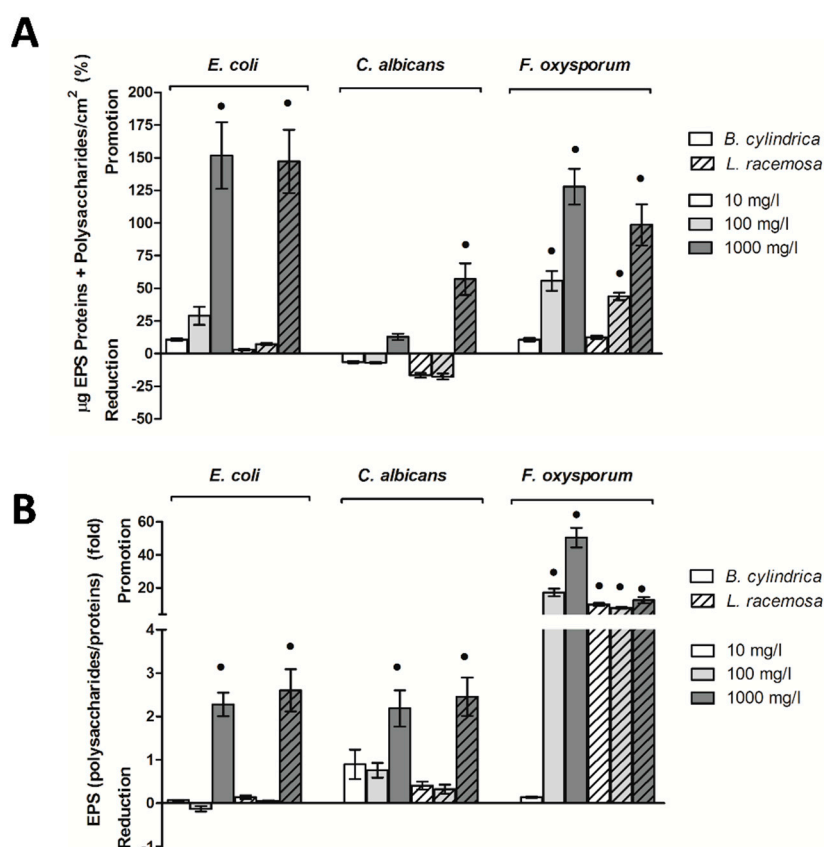 A
E. coli
C. albicans
F. oxysporum
µg EPS Proteins + Polysaccharides/cm² (%)
Reduction
Promotion
200
175
150
125
100
75
50
25
0
-25
-50
B. cylindrica
L. racemosa
10 mg/l
100 mg/l
1000 mg/l
B
E. coli
C. albicans
F. oxysporum
EPS (polysaccharides/proteins) (fold)
Reduction
Promotion
60
40
20
4
3
2
1
0
-1
B. cylindrica
L. racemosa
10 mg/l
100 mg/l
1000 mg/l